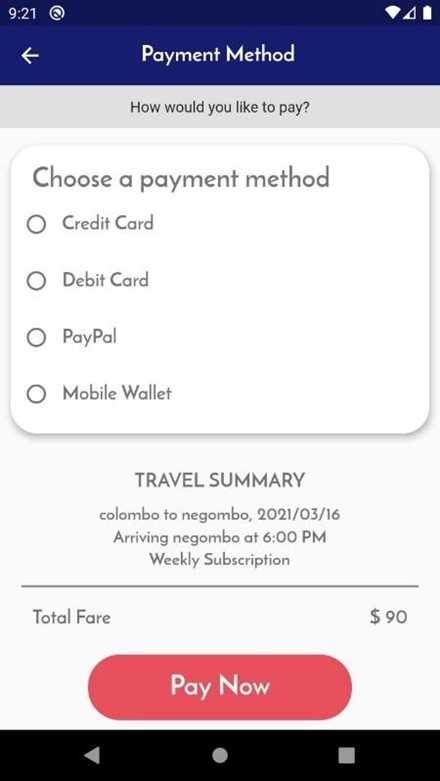 9:21
Payment Method
How would you like to pay?
Choose a payment method
Credit Card
Debit Card
PayPal
Mobile Wallet
TRAVEL SUMMARY
colombo to negombo, 2021/03/16
Arriving negombo at 6:00 PM
Weekly Subscription
Total Fare $ 90
Pay Now